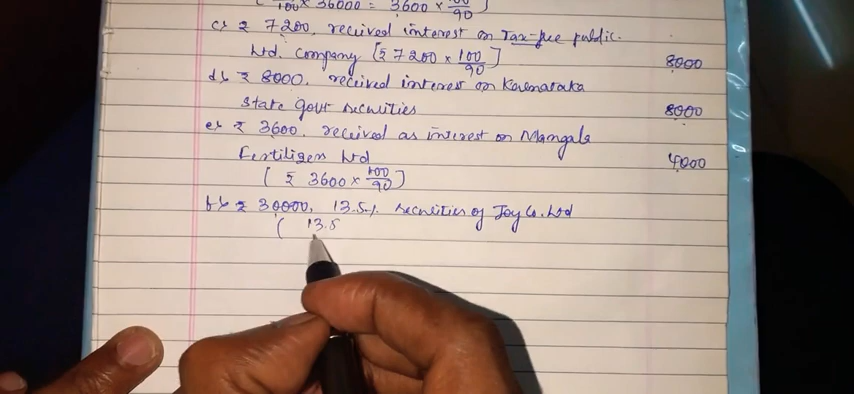 ( /100 × 36000 = 3600 × 100/90 ]
c) ₹ 7200, received interest on Tax-free public.
Ltd. company [₹ 7200 × 100/90] 8000
d) ₹ 8000, received interest on Karnataka
State Govt securities 8000
e) ₹ 3600, received as interest on Mangala
Fertilizers Ltd 4000
( ₹ 3600 × 100/90 )
f) ₹ 30000, 13.5% securities of Joy Co. Ltd
( 13.5